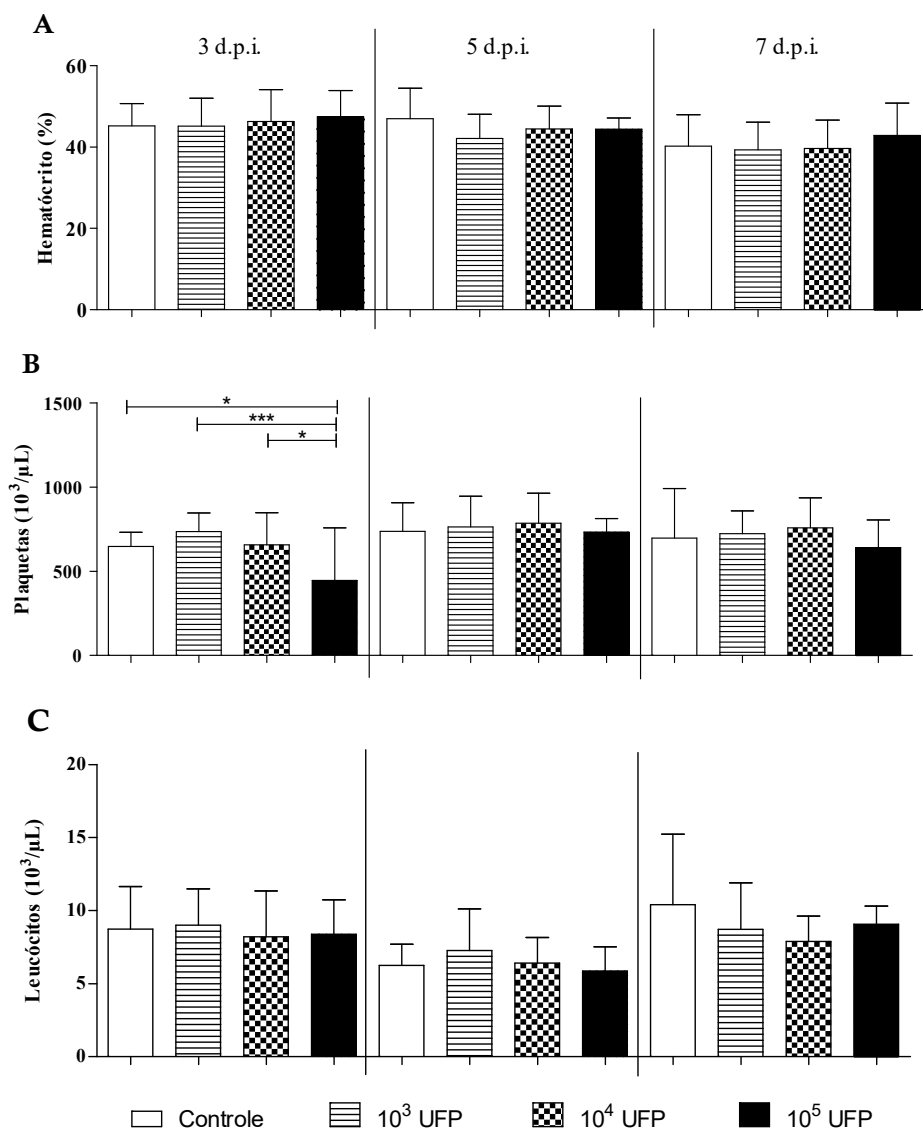 A
3 d.p.i. 5 d.p.i. 7 d.p.i.
Hematócrito (%)
60
40
20
0
B
Plaquetas (10³/µL)
1500
1000
500
0
*
***
*
C
Leucócitos (10³/µL)
20
15
10
5
0
Controle 10³ UFP 10⁴ UFP 10⁵ UFP